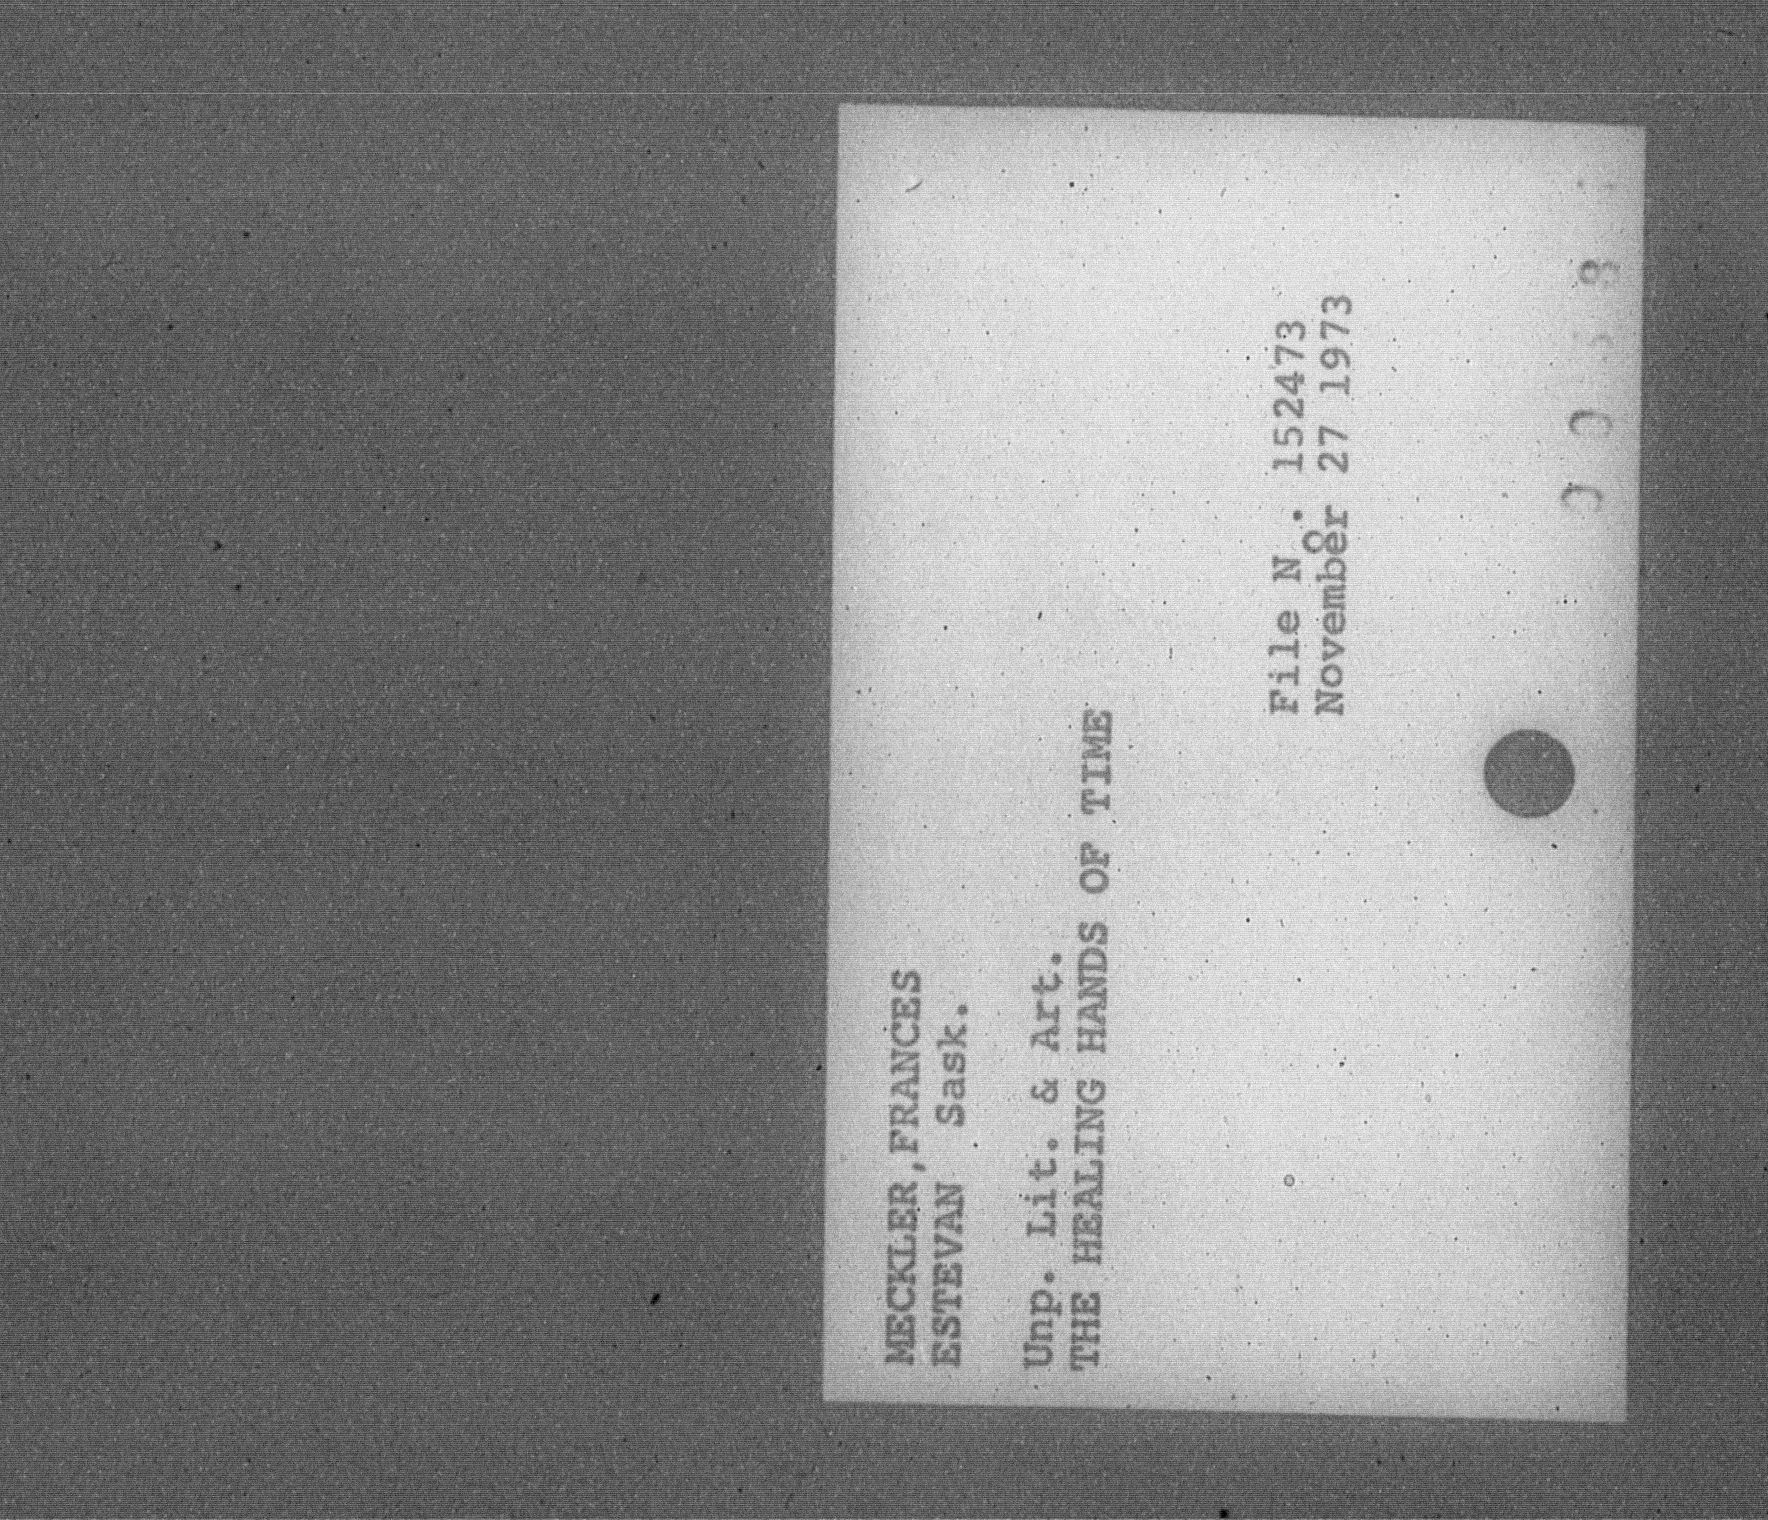 MECKLER,FRANCES
ESTEVAN Sask.
Unp. Lit. & Art.
THE HEALING HANDS OF TIME
File No. 152473
November 27 1973